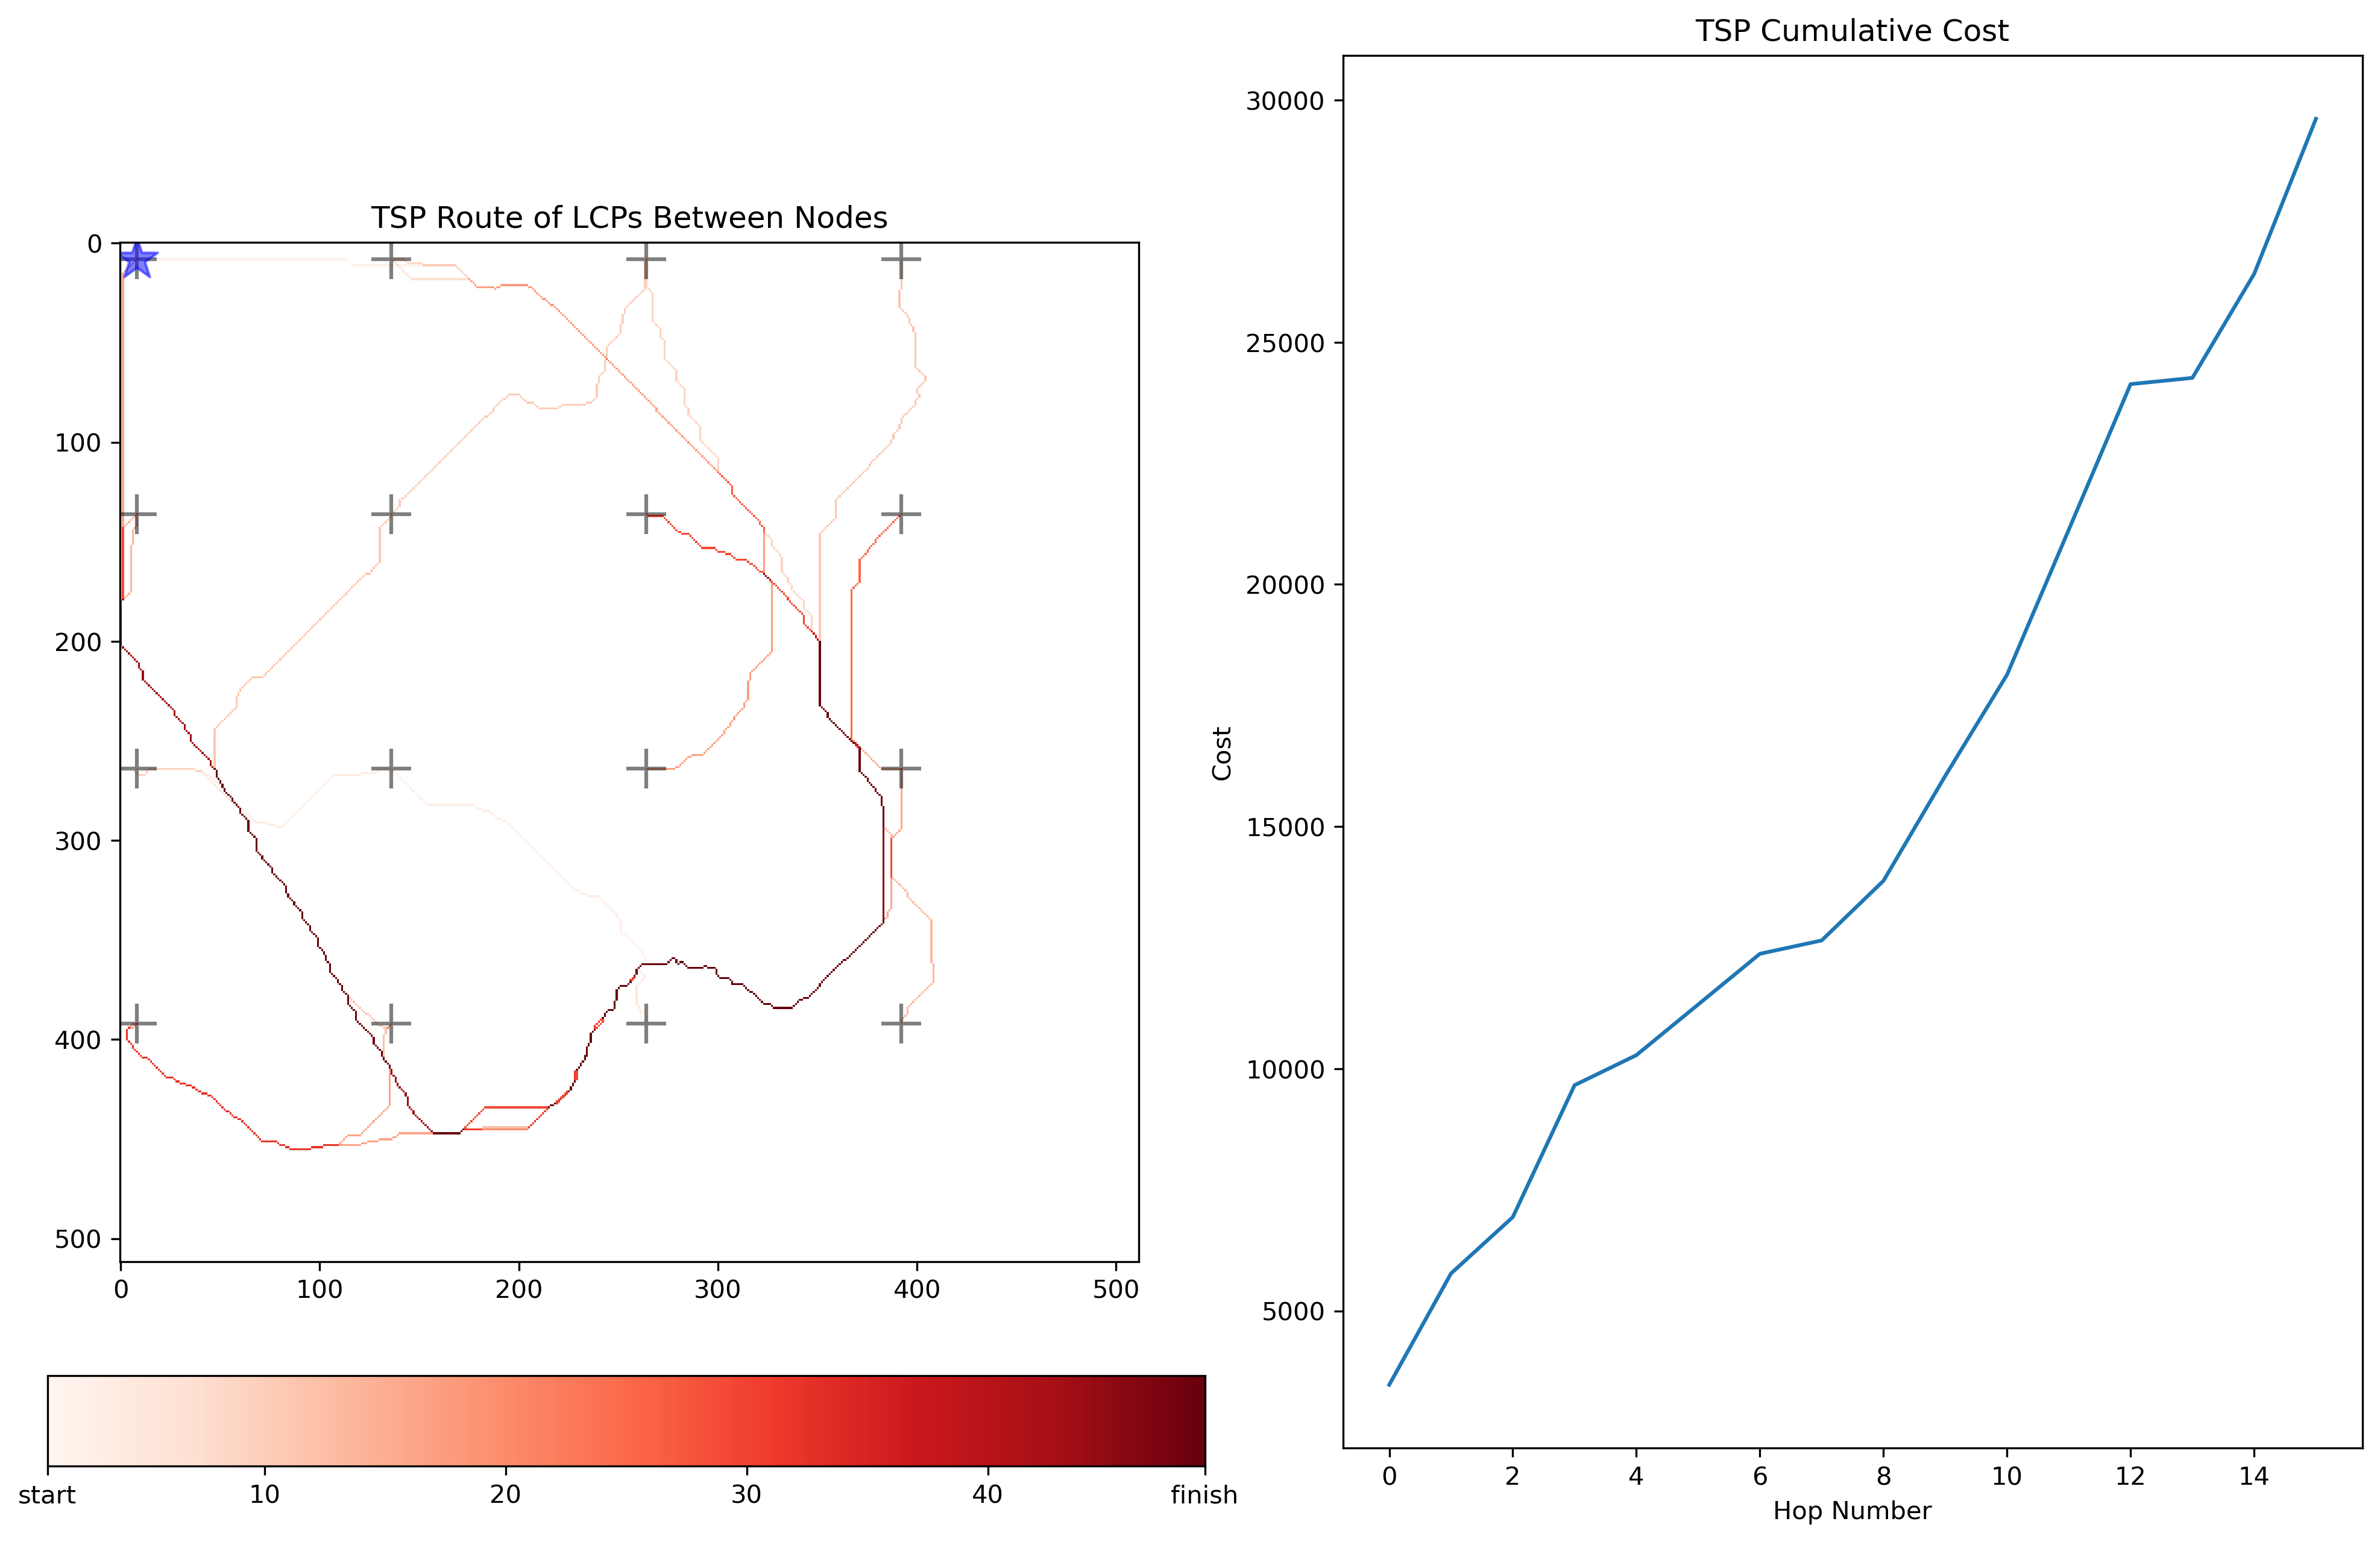 TSP Cumulative Cost
30000
25000
20000
15000
10000
5000
Cost
0 2 4 6 8 10 12 14
Hop Number
TSP Route of LCPs Between Nodes
0
100
200
300
400
500
0 100 200 300 400 500
start 10 20 30 40 finish